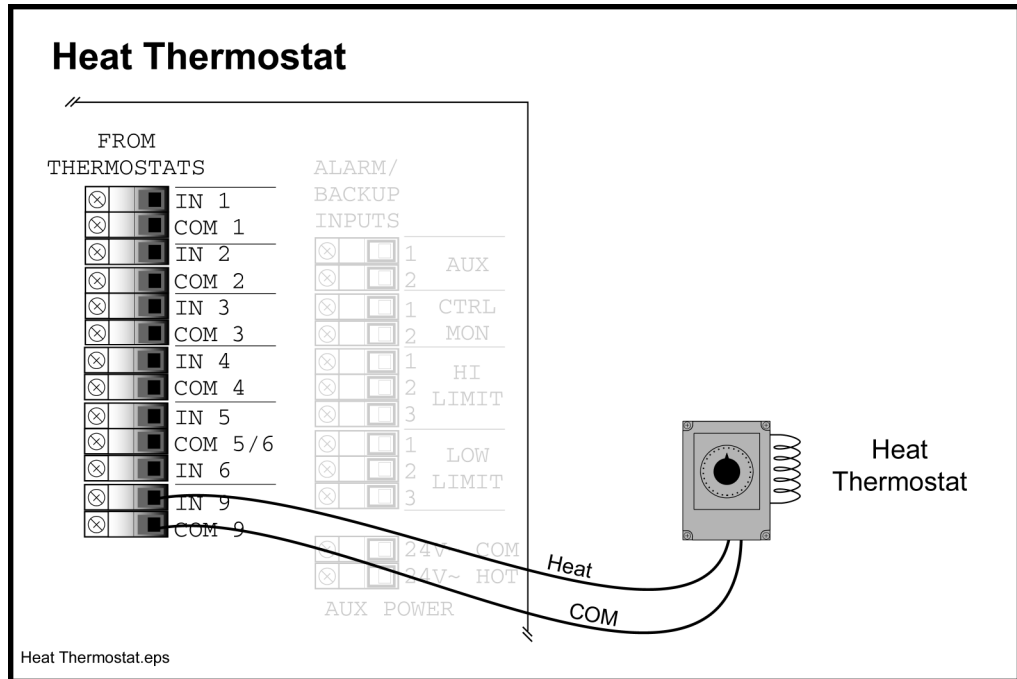 Heat Thermostat
FROM
THERMOSTATS
IN 1
COM 1
IN 2
COM 2
IN 3
COM 3
IN 4
COM 4
IN 5
COM 5/6
IN 6
IN 9
COM 9
ALARM/
BACKUP
INPUTS
1
AUX
2
1
CTRL
2
MON
1
HI
2
LIMIT
3
1
LOW
2
LIMIT
3
24V~ COM
24V~ HOT
AUX POWER
Heat
COM
Heat
Thermostat
Heat Thermostat.eps